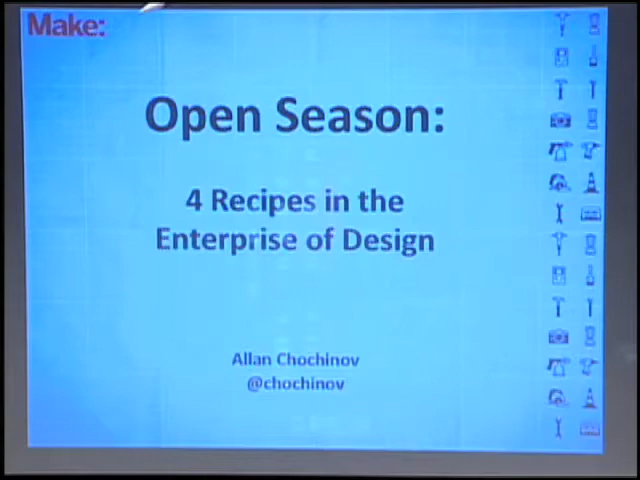 Make:
Open Season:
4 Recipes in the
Enterprise of Design
Allan Chochinov
@chochinov